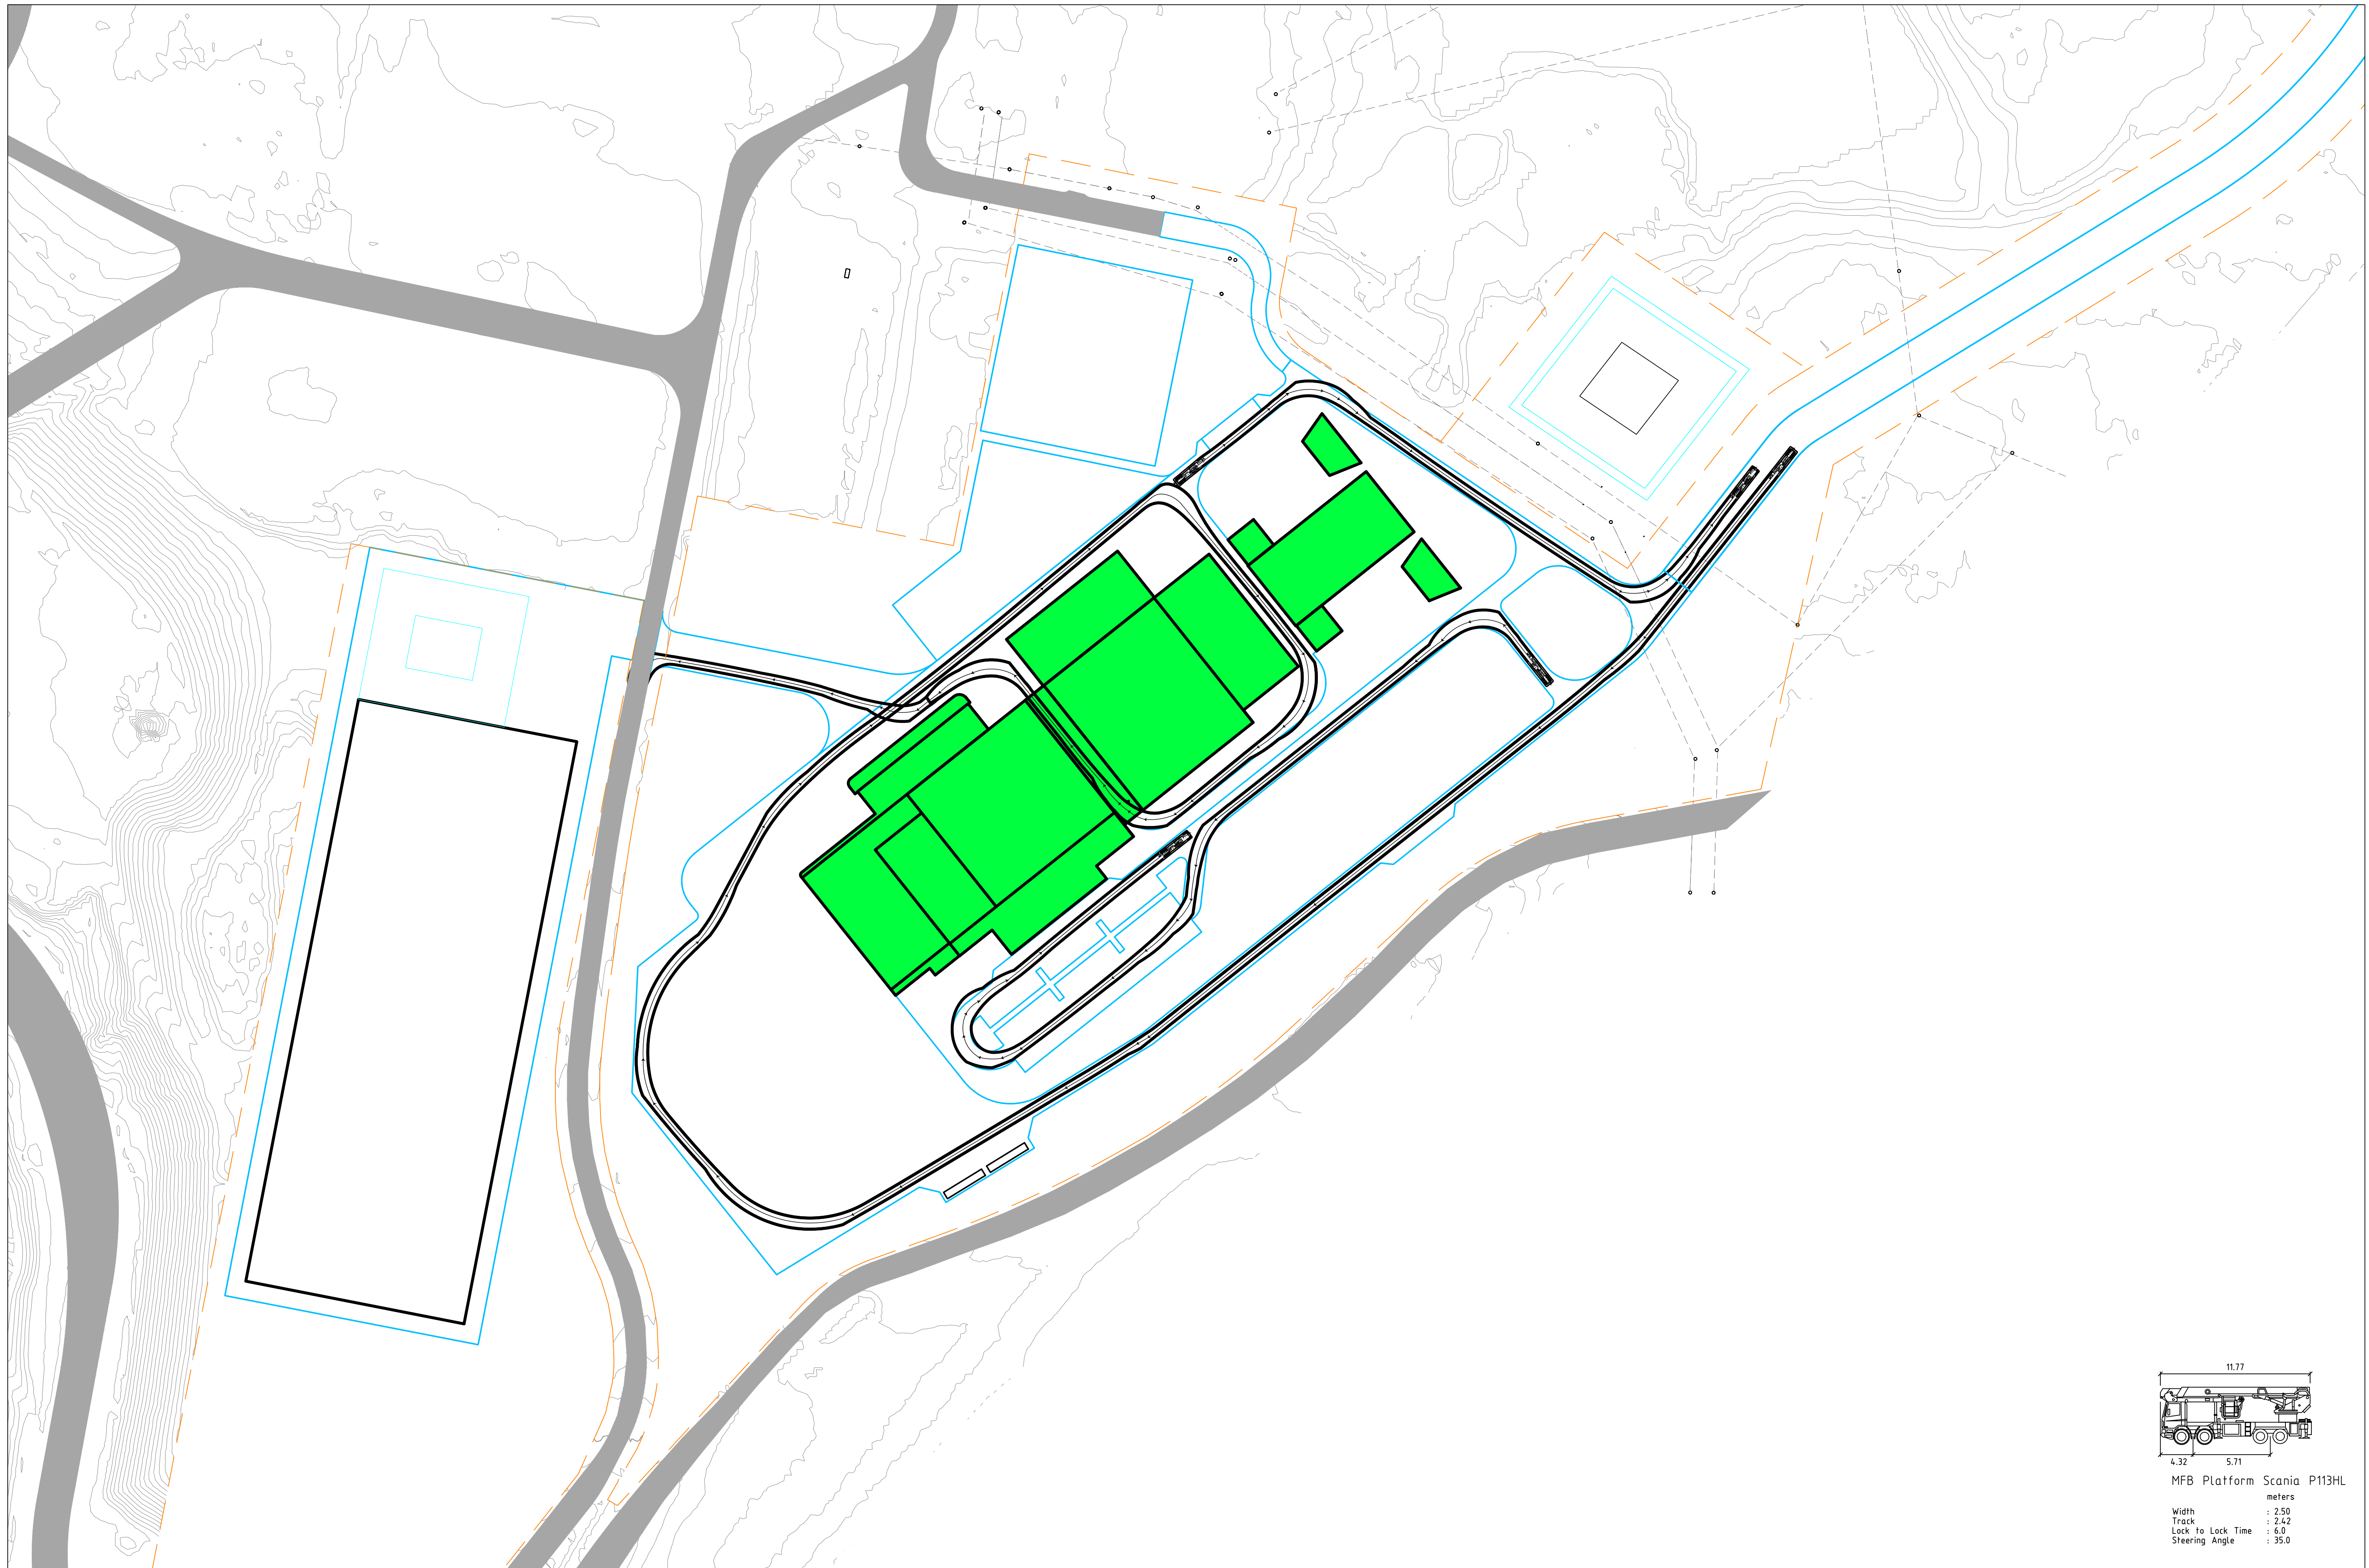 11.77
4.32 5.71
MFB Platform Scania P113HL
meters
Width : 2.50
Track : 2.42
Lock to Lock Time : 6.0
Steering Angle : 35.0